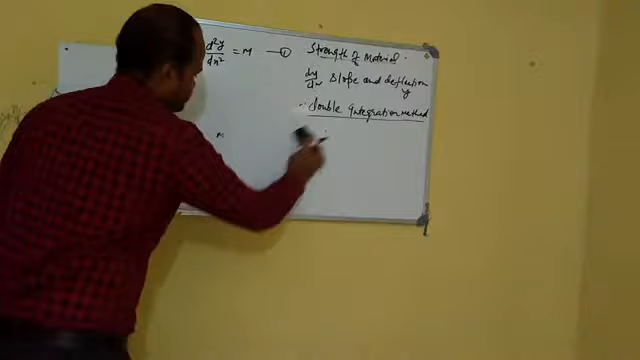 d²y/dx² = M —①
Strength of Material.
dy/dx Slope and deflection
y
double Integration method